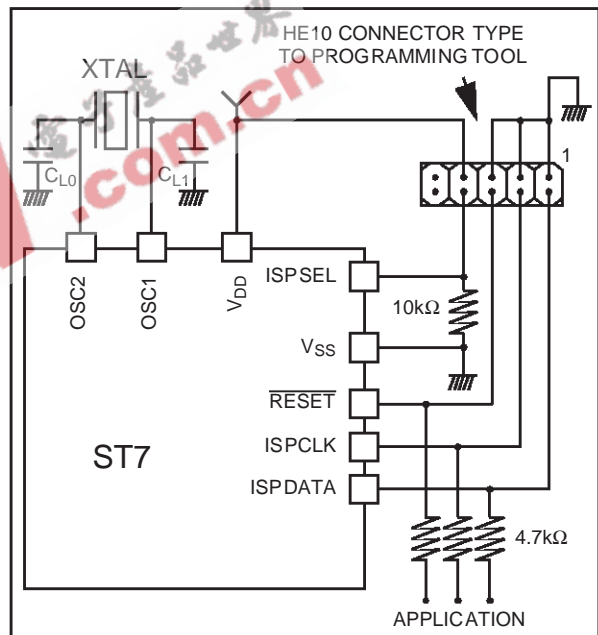 HE10 CONNECTOR TYPE
TO PROGRAMMING TOOL
XTAL
1
CL0
CL1
.com.cn
OSC2
OSC1
VDD
ISPSEL
10kΩ
VSS
RESET
ISPCLK
ST7
ISPDATA
4.7kΩ
APPLICATION